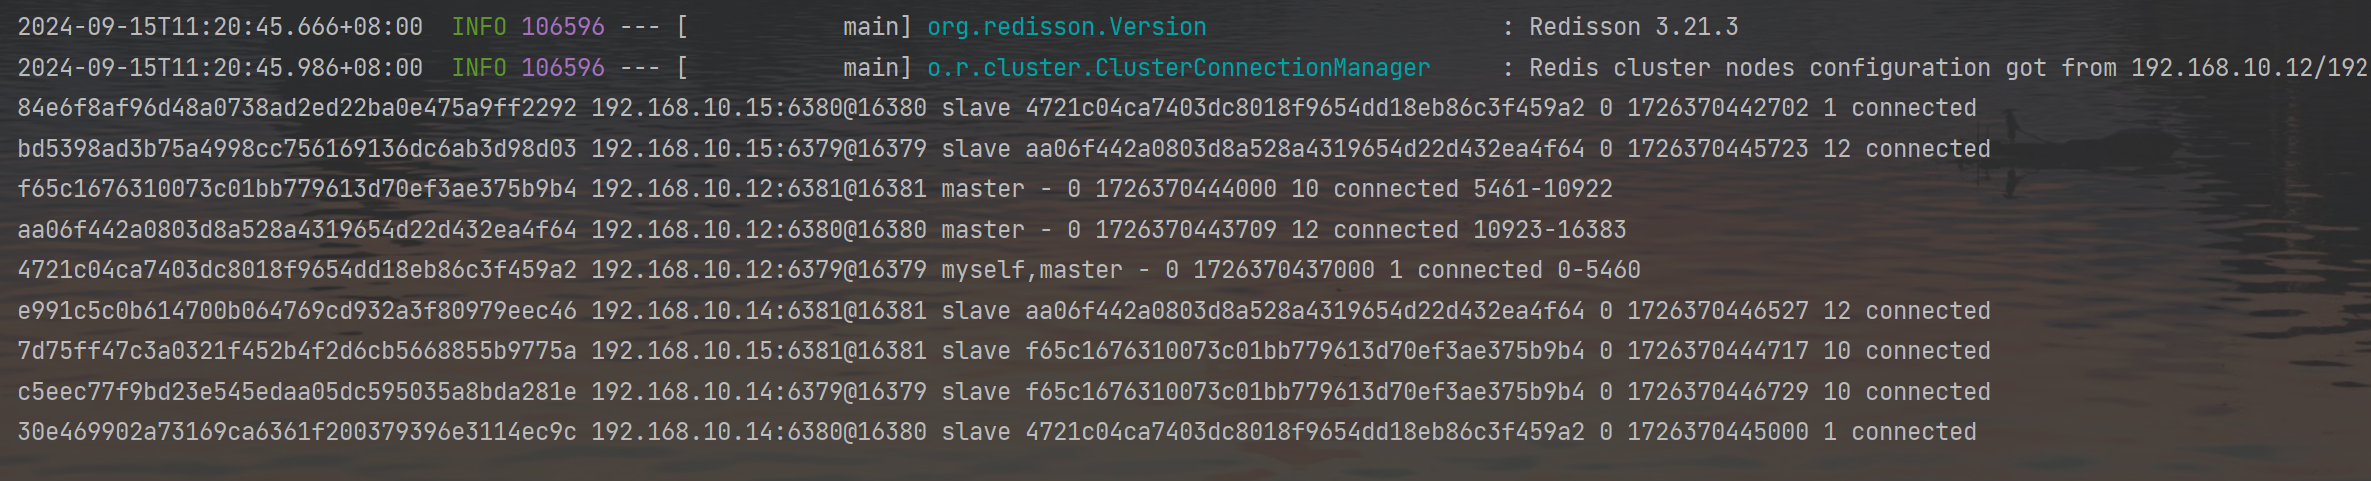 2024-09-15T11:20:45.666+08:00  INFO 106596 --- [           main] org.redisson.Version                     : Redisson 3.21.3
2024-09-15T11:20:45.986+08:00  INFO 106596 --- [           main] o.r.cluster.ClusterConnectionManager     : Redis cluster nodes configuration got from 192.168.10.12/192
84e6f8af96d48a0738ad2ed22ba0e475a9ff2292 192.168.10.15:6380@16380 slave 4721c04ca7403dc8018f9654dd18eb86c3f459a2 0 1726370442702 1 connected
bd5398ad3b75a4998cc756169136dc6ab3d98d03 192.168.10.15:6379@16379 slave aa06f442a0803d8a528a4319654d22d432ea4f64 0 1726370445723 12 connected
f65c1676310073c01bb779613d70ef3ae375b9b4 192.168.10.12:6381@16381 master - 0 1726370444000 10 connected 5461-10922
aa06f442a0803d8a528a4319654d22d432ea4f64 192.168.10.12:6380@16380 master - 0 1726370443709 12 connected 10923-16383
4721c04ca7403dc8018f9654dd18eb86c3f459a2 192.168.10.12:6379@16379 myself,master - 0 1726370437000 1 connected 0-5460
e991c5c0b614700b064769cd932a3f80979eec46 192.168.10.14:6381@16381 slave aa06f442a0803d8a528a4319654d22d432ea4f64 0 1726370446527 12 connected
7d75ff47c3a0321f452b4f2d6cb5668855b9775a 192.168.10.15:6381@16381 slave f65c1676310073c01bb779613d70ef3ae375b9b4 0 1726370444717 10 connected
c5eec77f9bd23e545edaa05dc595035a8bda281e 192.168.10.14:6379@16379 slave f65c1676310073c01bb779613d70ef3ae375b9b4 0 1726370446729 10 connected
30e469902a73169ca6361f200379396e3114ec9c 192.168.10.14:6380@16380 slave 4721c04ca7403dc8018f9654dd18eb86c3f459a2 0 1726370445000 1 connected